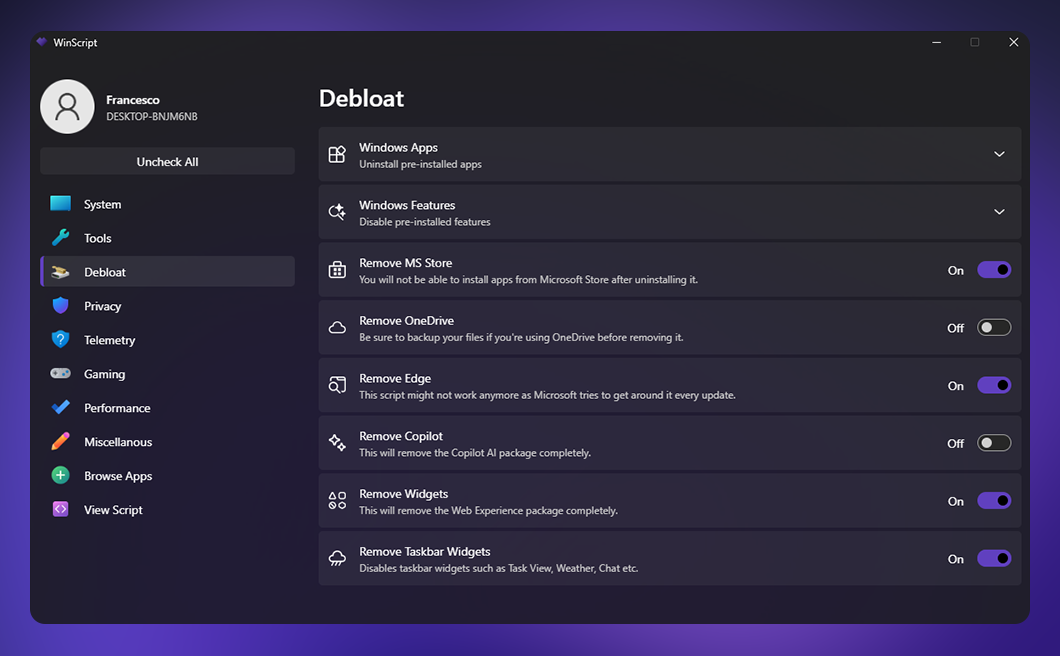 WinScript
Francesco
DESKTOP-BNJM6NB
Uncheck All
System
Tools
Debloat
Privacy
Telemetry
Gaming
Performance
Miscellanous
Browse Apps
View Script
Debloat
Windows Apps
Uninstall pre-installed apps
Windows Features
Disable pre-installed features
Remove MS Store
You will not be able to install apps from Microsoft Store after uninstalling it.
On
Remove OneDrive
Be sure to backup your files if you're using OneDrive before removing it.
Off
Remove Edge
This script might not work anymore as Microsoft tries to get around it every update.
On
Remove Copilot
This will remove the Copilot AI package completely.
Off
Remove Widgets
This will remove the Web Experience package completely.
On
Remove Taskbar Widgets
Disables taskbar widgets such as Task View, Weather, Chat etc.
On